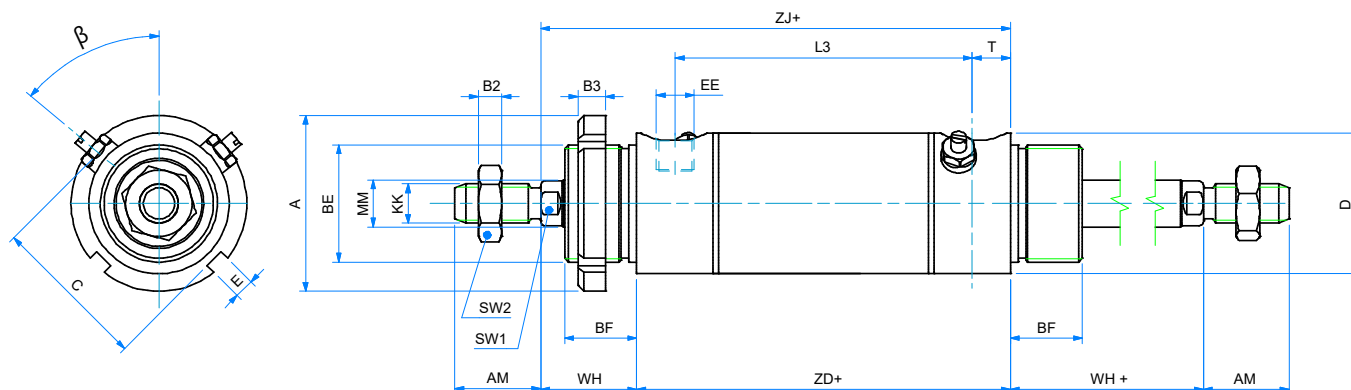 ZJ+
β
L3
T
B2
B3
EE
A
BE
MM
KK
D
C
E
SW2
SW1
BF
BF
AM
WH
ZD+
WH +
AM